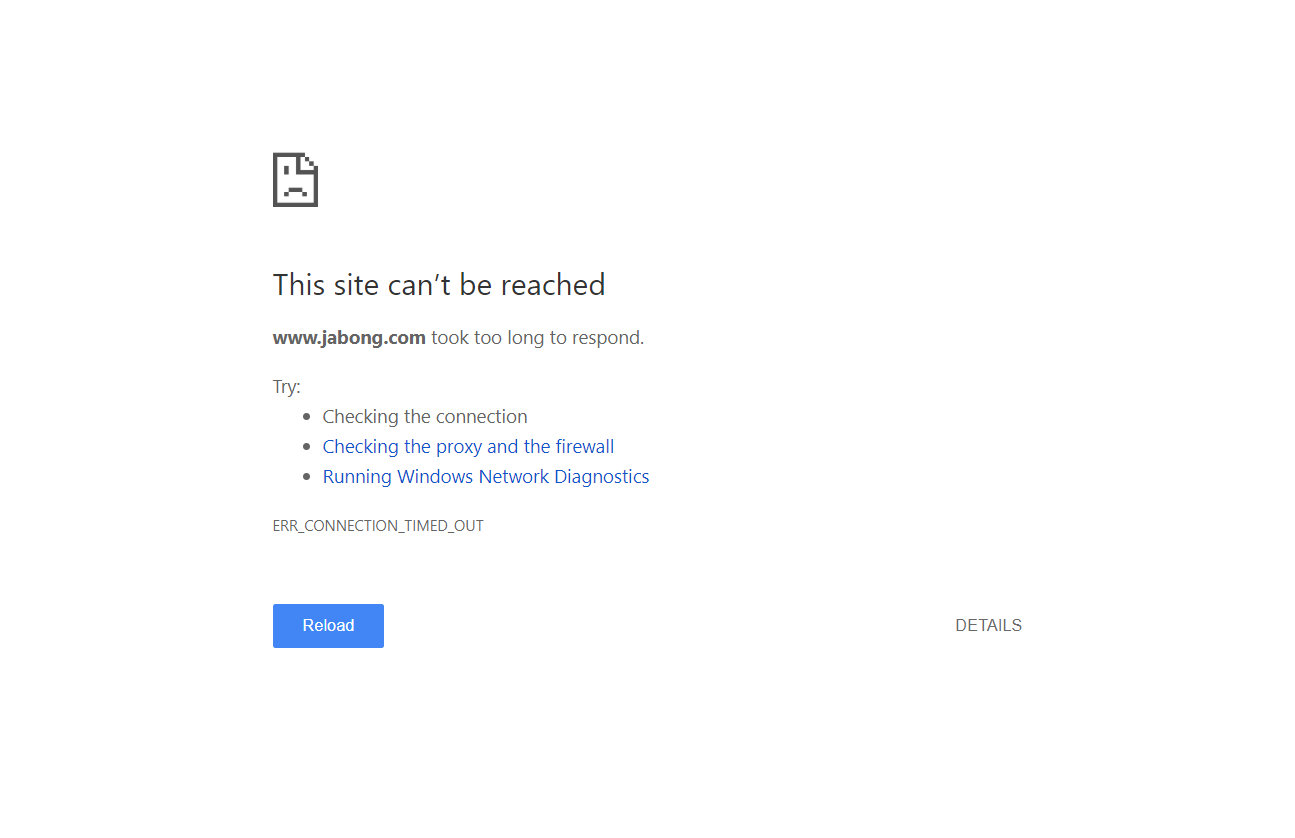 This site can’t be reached
www.jabong.com took too long to respond.
Try:
Checking the connection
Checking the proxy and the firewall
Running Windows Network Diagnostics
ERR_CONNECTION_TIMED_OUT
Reload
DETAILS